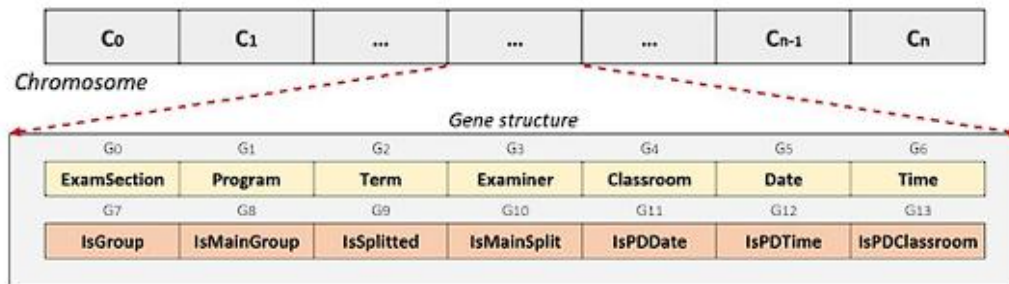 C0 C1 ... ... ... Cn-1 Cn
Chromosome
Gene structure
G0 G1 G2 G3 G4 G5 G6
ExamSection Program Term Examiner Classroom Date Time
G7 G8 G9 G10 G11 G12 G13
IsGroup IsMainGroup IsSplitted IsMainSplit IsPDDate IsPDTime IsPDClassroom